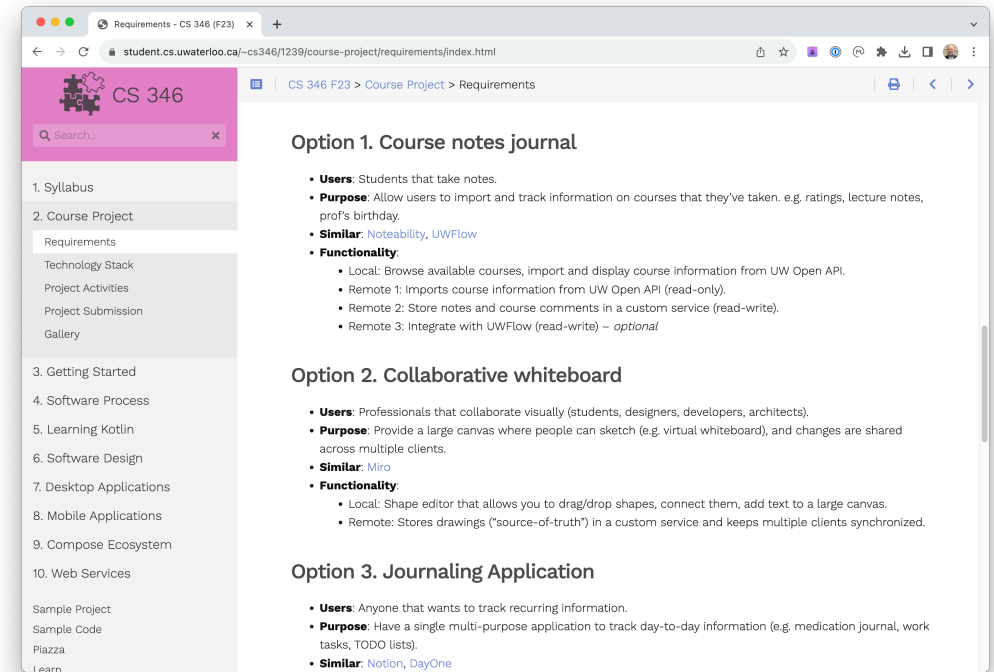 Requirements - CS 346 (F23)
student.cs.uwaterloo.ca/~cs346/1239/course-project/requirements/index.html
CS 346
Search...
1. Syllabus
2. Course Project
Requirements
Technology Stack
Project Activities
Project Submission
Gallery
3. Getting Started
4. Software Process
5. Learning Kotlin
6. Software Design
7. Desktop Applications
8. Mobile Applications
9. Compose Ecosystem
10. Web Services
Sample Project
Sample Code
Piazza
Learn
CS 346 F23 > Course Project > Requirements
Option 1. Course notes journal
• Users: Students that take notes.
• Purpose: Allow users to import and track information on courses that they've taken. e.g. ratings, lecture notes,
prof's birthday.
• Similar: Noteability, UWFlow
• Functionality:
• Local: Browse available courses, import and display course information from UW Open API.
• Remote 1: Imports course information from UW Open API (read-only).
• Remote 2: Store notes and course comments in a custom service (read-write).
• Remote 3: Integrate with UWFlow (read-write) – optional
Option 2. Collaborative whiteboard
• Users: Professionals that collaborate visually (students, designers, developers, architects).
• Purpose: Provide a large canvas where people can sketch (e.g. virtual whiteboard), and changes are shared
across multiple clients.
• Similar: Miro
• Functionality:
• Local: Shape editor that allows you to drag/drop shapes, connect them, add text to a large canvas.
• Remote: Stores drawings ("source-of-truth") in a custom service and keeps multiple clients synchronized.
Option 3. Journaling Application
• Users: Anyone that wants to track recurring information.
• Purpose: Have a single multi-purpose application to track day-to-day information (e.g. medication journal, work
tasks, TODO lists).
• Similar: Notion, DayOne